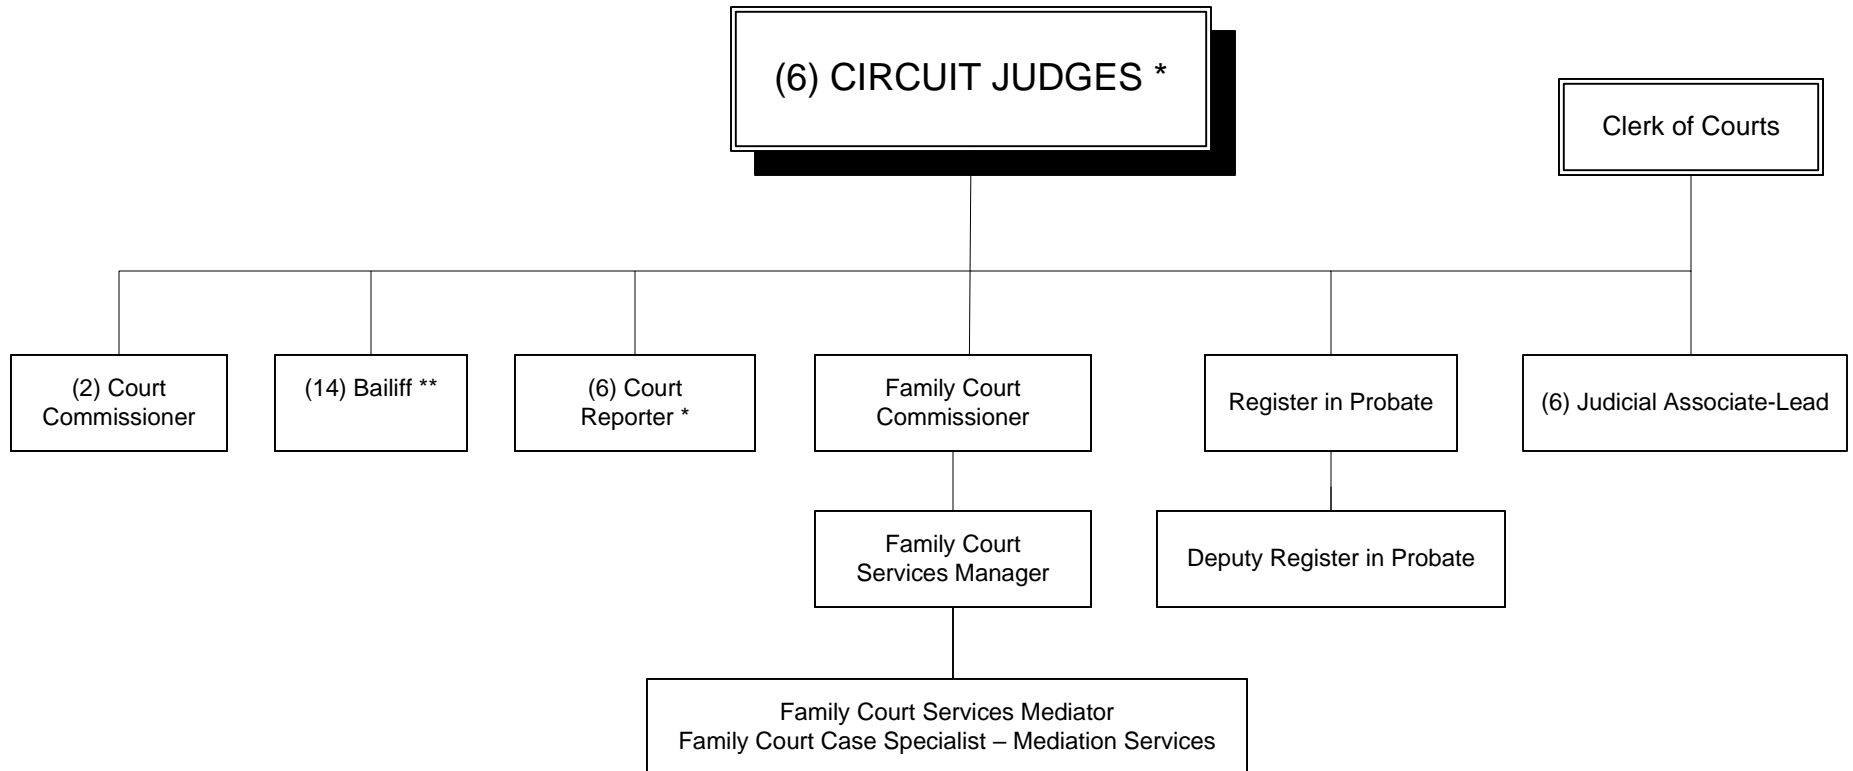 (6) CIRCUIT JUDGES *
Clerk of Courts
(2) Court
Commissioner
(14) Bailiff **
(6) Court
Reporter *
Family Court
Commissioner
Register in Probate
(6) Judicial Associate-Lead
Family Court
Services Manager
Deputy Register in Probate
Family Court Services Mediator
Family Court Case Specialist – Mediation Services